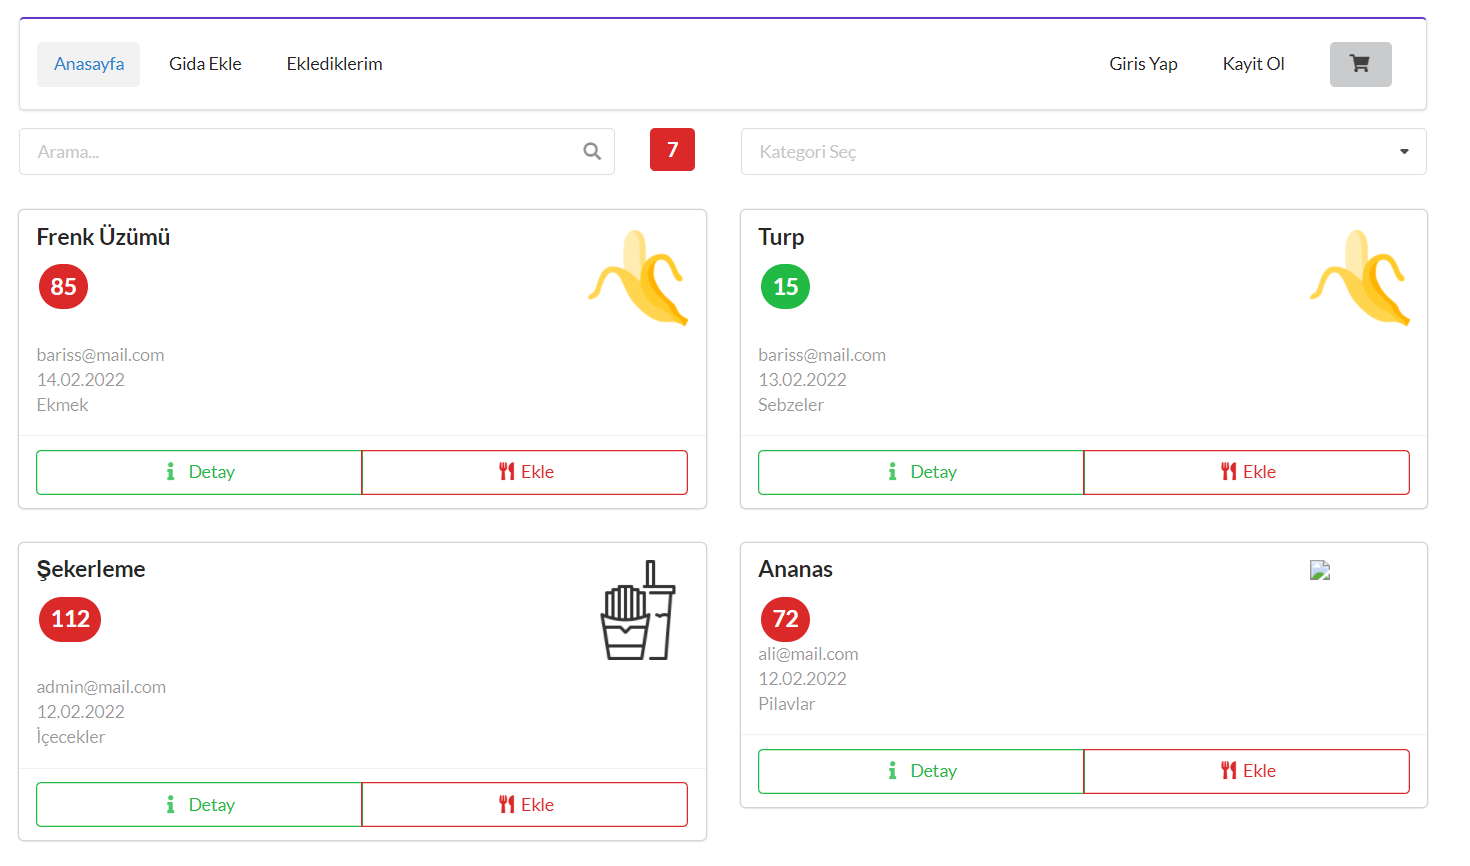 Anasayfa Gida Ekle Eklediklerim Giris Yap Kayit Ol
Arama... 7 Kategori Seç
Frenk Üzümü
85
bariss@mail.com
14.02.2022
Ekmek
Detay Ekle
Turp
15
bariss@mail.com
13.02.2022
Sebzeler
Detay Ekle
Şekerleme
112
admin@mail.com
12.02.2022
İçecekler
Detay Ekle
Ananas
72
ali@mail.com
12.02.2022
Pilavlar
Detay Ekle